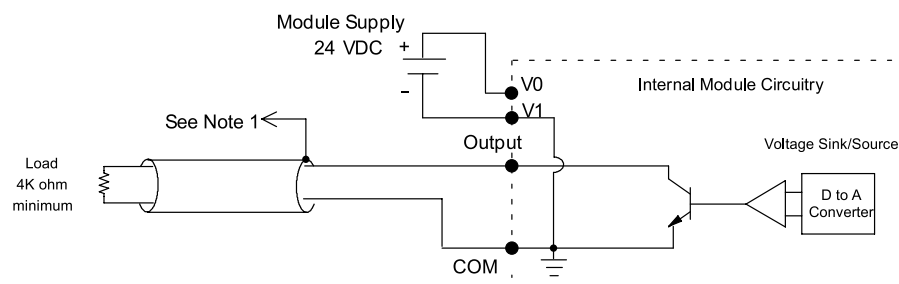 Module Supply
24 VDC
+
-
V0
V1
Internal Module Circuitry
See Note 1
Output
Voltage Sink/Source
Load
4K ohm
minimum
D to A
Converter
COM